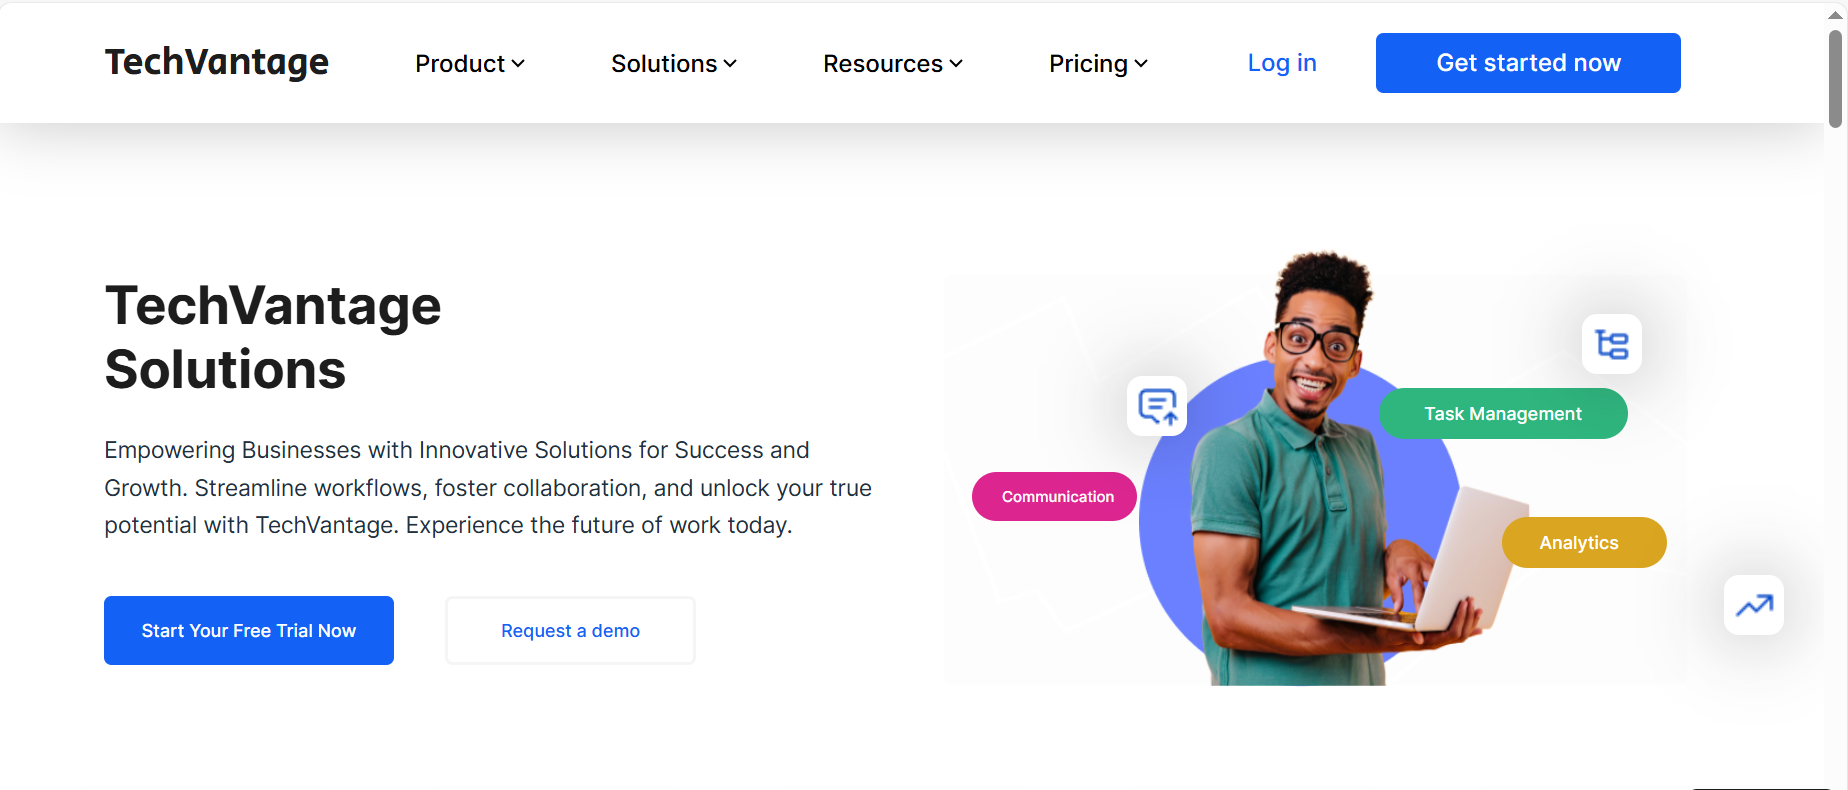 TechVantage
Product
Solutions
Resources
Pricing
Log in
Get started now
TechVantage
Solutions
Empowering Businesses with Innovative Solutions for Success and
Growth. Streamline workflows, foster collaboration, and unlock your true
potential with TechVantage. Experience the future of work today.
Start Your Free Trial Now
Request a demo
Task Management
Communication
Analytics